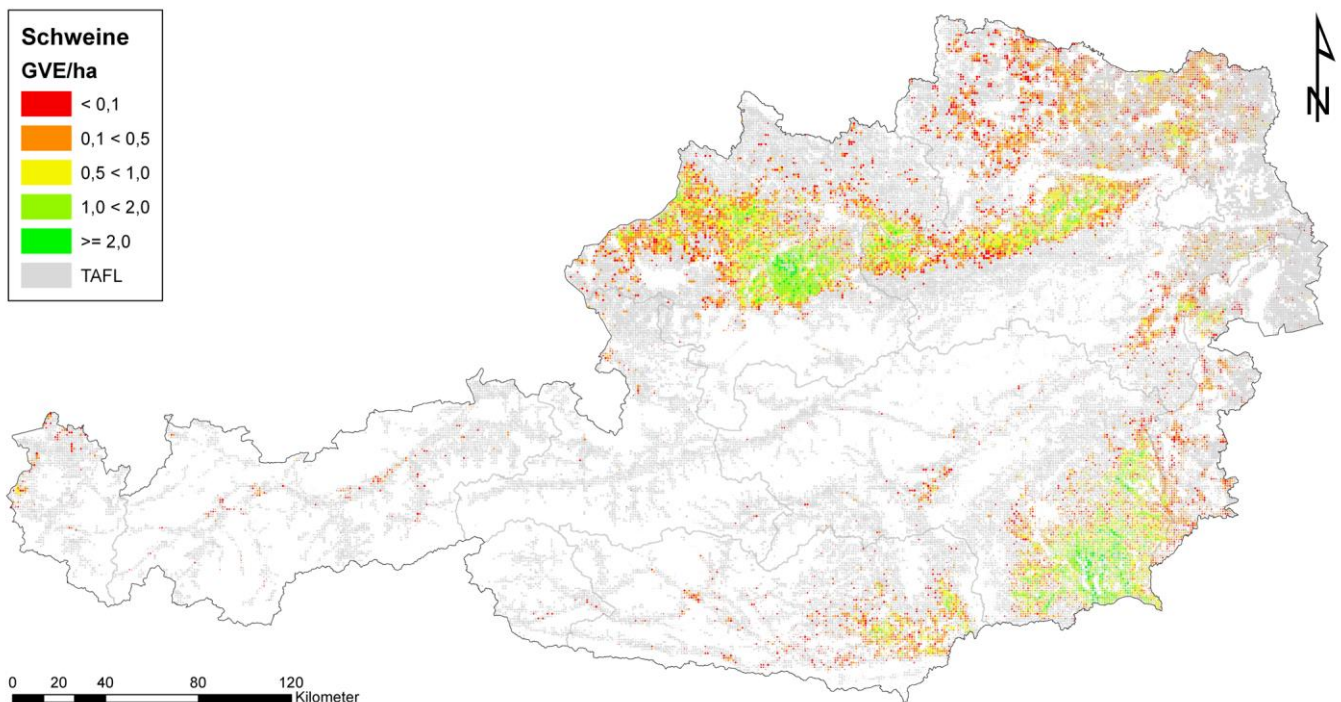 Schweine
GVE/ha
< 0,1
0,1 < 0,5
0,5 < 1,0
1,0 < 2,0
>= 2,0
TAFL
N
0 20 40 80 120
Kilometer